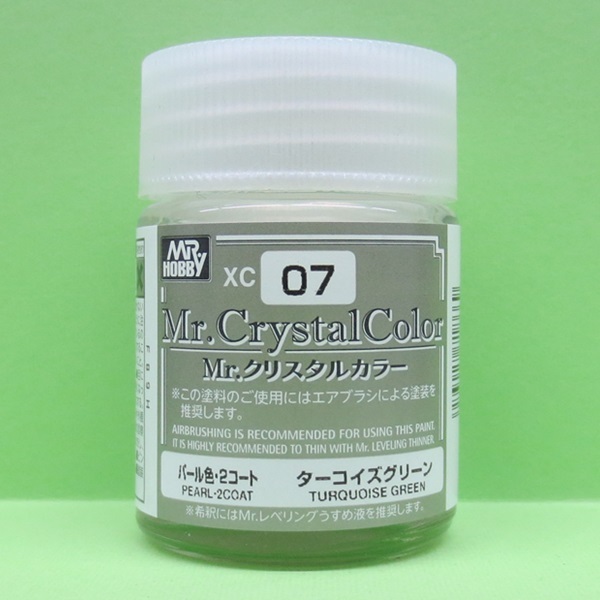 MR
HOBBY
XC 07
Mr.CrystalColor
Mr.クリスタルカラー
※この塗料のご使用にはエアブラシによる塗装を
推奨します。
AIRBRUSHING IS RECOMMENDED FOR USING THIS PAINT.
IT IS HIGHLY RECOMMENDED TO THIN WITH Mr. LEVELING THINNER.
パール色・2コート ターコイズグリーン
PEARL-2COAT TURQUOISE GREEN
※希釈にはMr.レベリングうすめ液を推奨します。